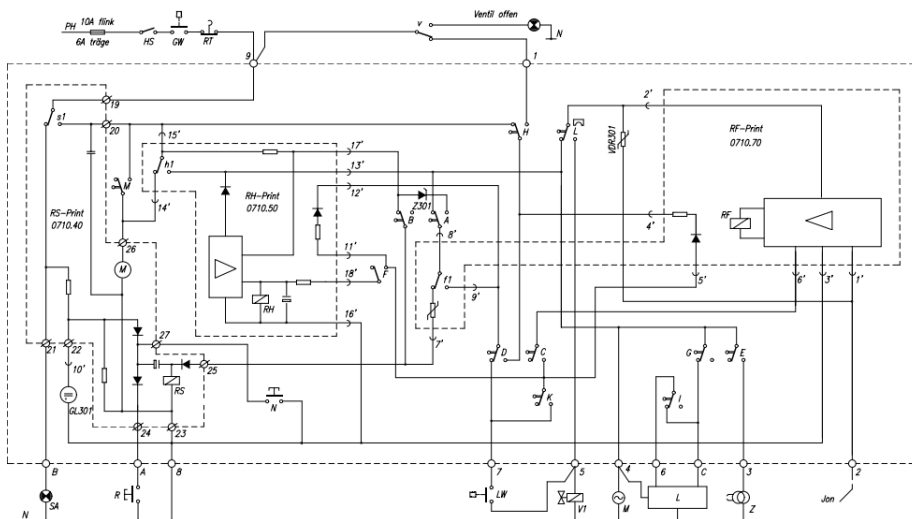 PH 10A flink
6A träge
HS
GW
RT
v
Ventil offen
N
9
1
19
s1
20
15'
h1
M
14'
RS-Print
0710.40
26
M
RH-Print
0710.50
17'
13'
12'
11'
18'
16'
RH
Z301
B
A
8'
F
f1
9'
7'
H
L
2'
VDR301
RF-Print
0710.70
RF
4'
5'
6'
3'
1'
21
22
10'
GL301
27
25
RS
24
23
N
D
C
K
G
E
I
B
A
B
7
5
4
6
C
3
2
SA
N
R
LW
V1
M
L
Z
Jon